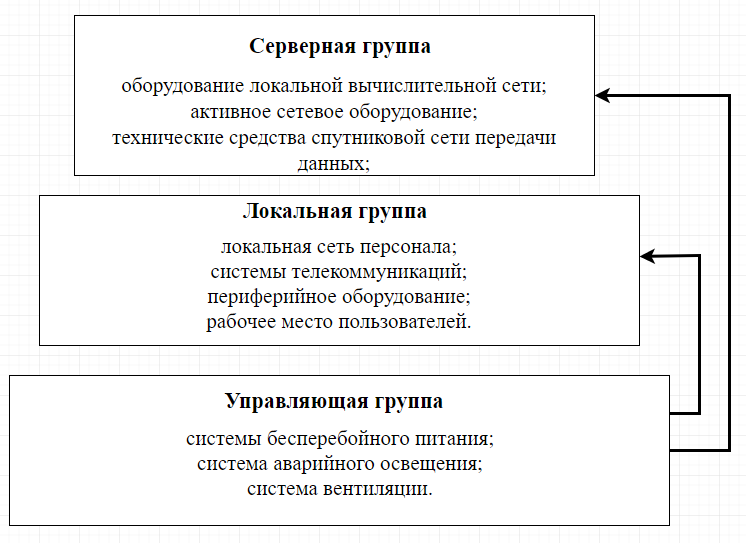 Серверная группа
оборудование локальной вычислительной сети;
активное сетевое оборудование;
технические средства спутниковой сети передачи
данных;
Локальная группа
локальная сеть персонала;
системы телекоммуникаций;
периферийное оборудование;
рабочее место пользователей.
Управляющая группа
системы бесперебойного питания;
система аварийного освещения;
система вентиляции.